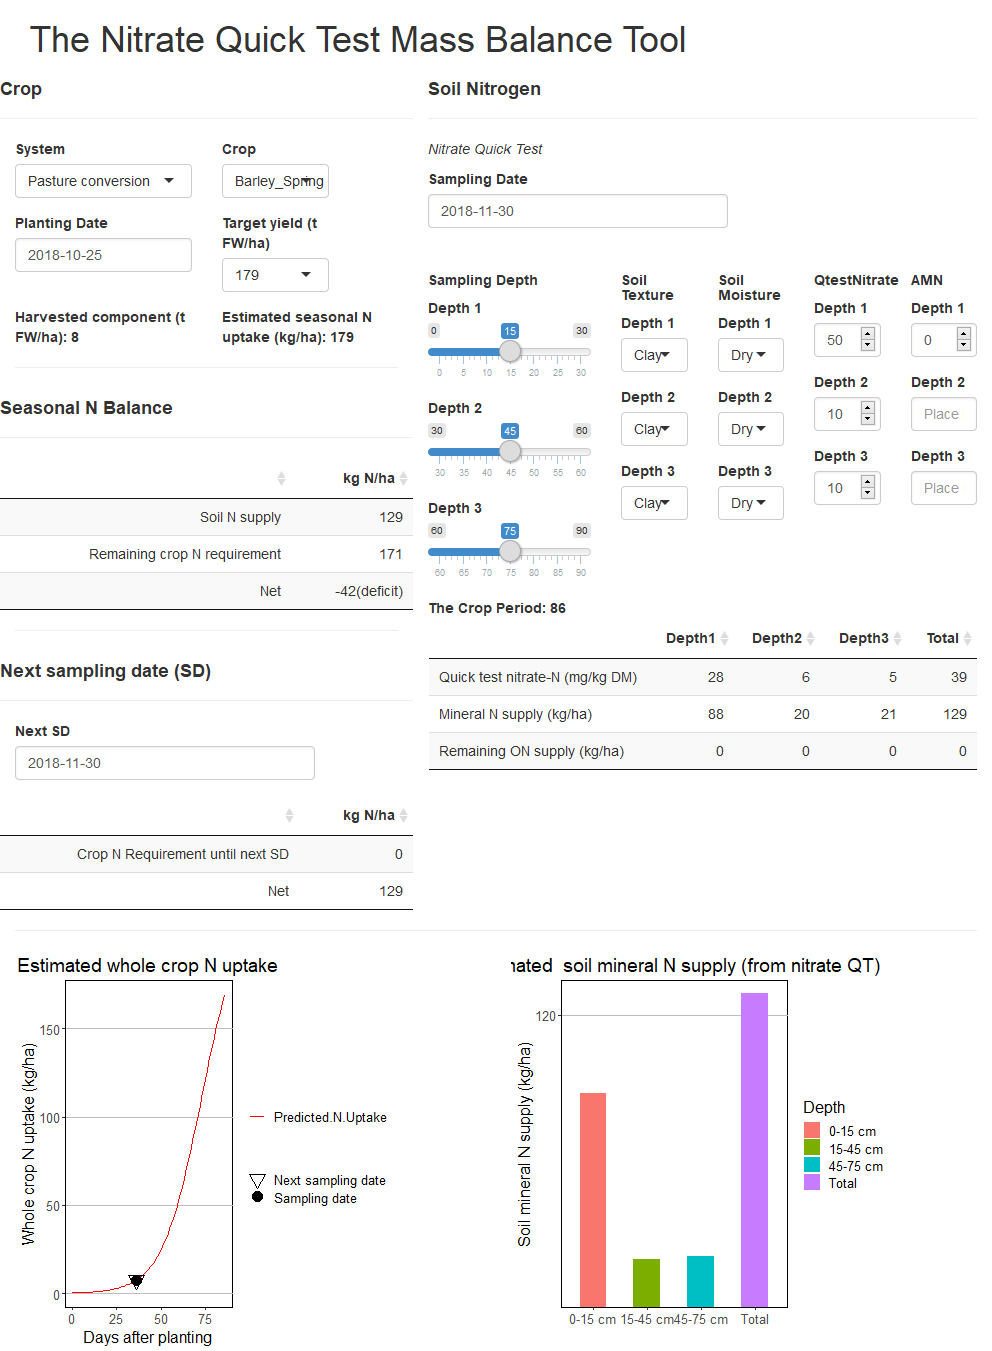 The Nitrate Quick Test Mass Balance Tool
Crop
System
Crop
Pasture conversion
Barley_Spring
Planting Date
Target yield (t
FW/ha)
2018-10-25
179
Harvested component (t
FW/ha): 8
Estimated seasonal N
uptake (kg/ha): 179
Seasonal N Balance
kg N/ha
Soil N supply 129
Remaining crop N requirement 171
Net -42(deficit)
Next sampling date (SD)
Next SD
2018-11-30
kg N/ha
Crop N Requirement until next SD 0
Net 129
Soil Nitrogen
Nitrate Quick Test
Sampling Date
2018-11-30
Sampling Depth
Depth 1
0 15 30
0 5 10 15 20 25 30
Depth 2
30 45 60
30 35 40 45 50 55 60
Depth 3
60 75 90
60 65 70 75 80 85 90
Soil
Texture
Depth 1
Clay
Depth 2
Clay
Depth 3
Clay
Soil
Moisture
Depth 1
Dry
Depth 2
Dry
Depth 3
Dry
QtestNitrate
Depth 1
50
Depth 2
10
Depth 3
10
AMN
Depth 1
0
Depth 2
Place
Depth 3
Place
The Crop Period: 86
Depth1 Depth2 Depth3 Total
Quick test nitrate-N (mg/kg DM) 28 6 5 39
Mineral N supply (kg/ha) 88 20 21 129
Remaining ON supply (kg/ha) 0 0 0 0
Estimated whole crop N uptake
Whole crop N uptake (kg/ha)
150
100
50
0
0 25 50 75
Days after planting
Predicted.N.Uptake
Next sampling date
Sampling date
nated soil mineral N supply (from nitrate QT)
Soil mineral N supply (kg/ha)
120
0-15 cm 15-45 cm 45-75 cm Total
Depth
0-15 cm
15-45 cm
45-75 cm
Total